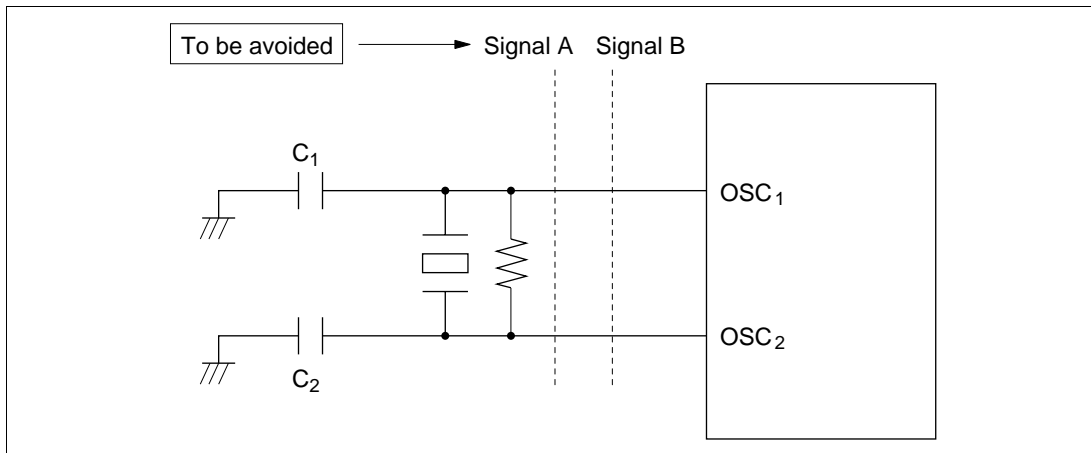 To be avoided Signal A Signal B
C1
OSC1
OSC2
C2